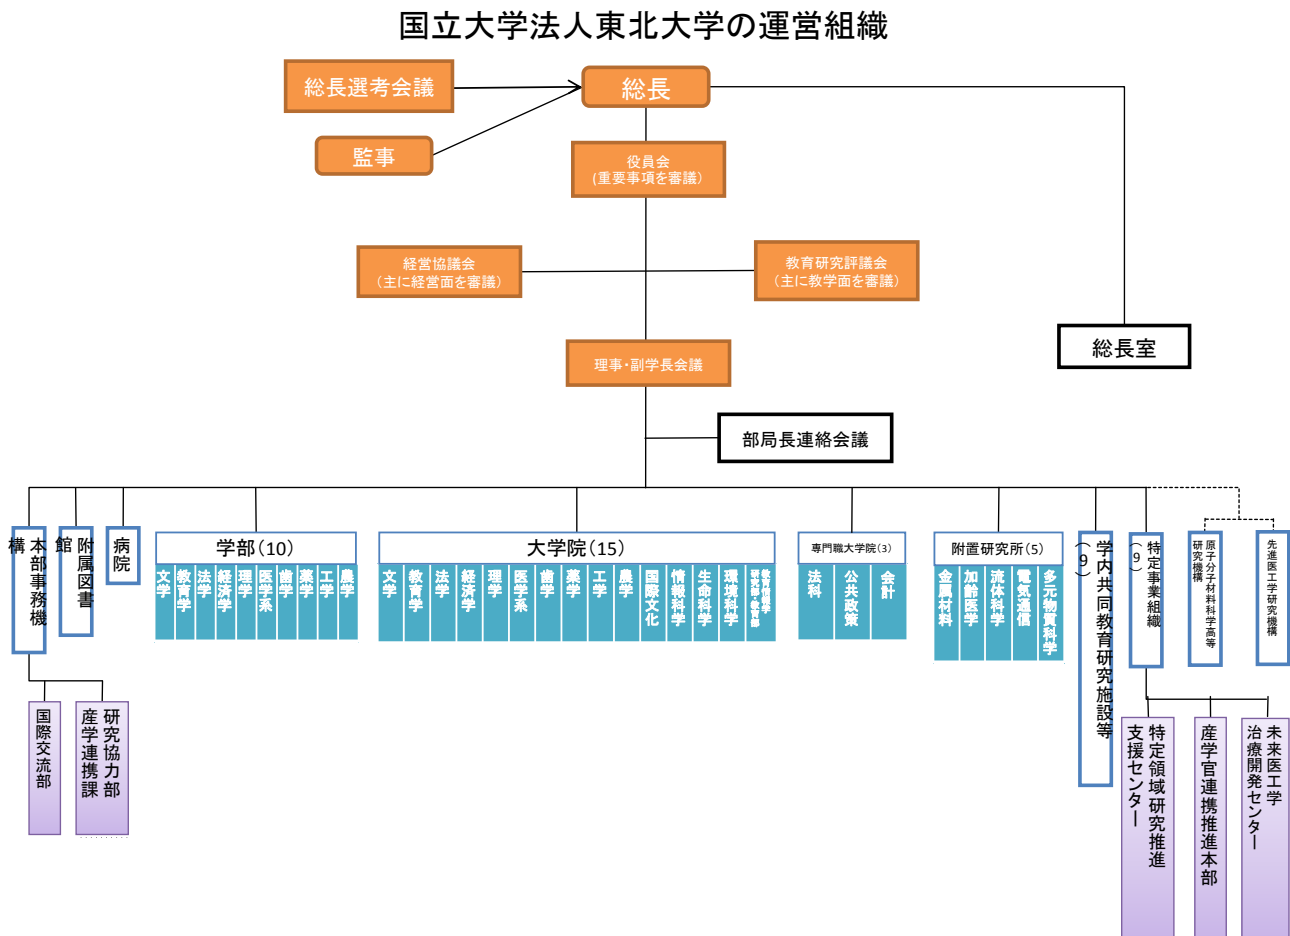 国立大学法人東北大学の運営組織
総長選考会議
総長
監事
役員会
(重要事項を審議)
経営協議会
(主に経営面を審議)
教育研究評議会
(主に教学面を審議)
総長室
理事・副学長会議
部局長連絡会議
本部事務機
構
附属図書
館
病院
学部(10)
文学
教育学
法学
経済学
理学
医学系
歯学
薬学
工学
農学
大学院(15)
文学
教育学
法学
経済学
理学
医学系
歯学
薬学
工学
農学
国際文化
情報科学
生命科学
環境科学
教育情報学
研究部・教育部
専門職大学院(3)
法科
公共政策
会計
附置研究所(5)
金属材料
加齢医学
流体科学
電気通信
多元物質科学
学内共同教育研究施設等
(9)
特定事業組織
(9)
原子分子材料科学高等
研究機構
先進医工学研究機構
国際交流部
研究協力部
産学連携課
特定領域研究推進
支援センター
産学官連携推進本部
未来医工学
治療開発センター